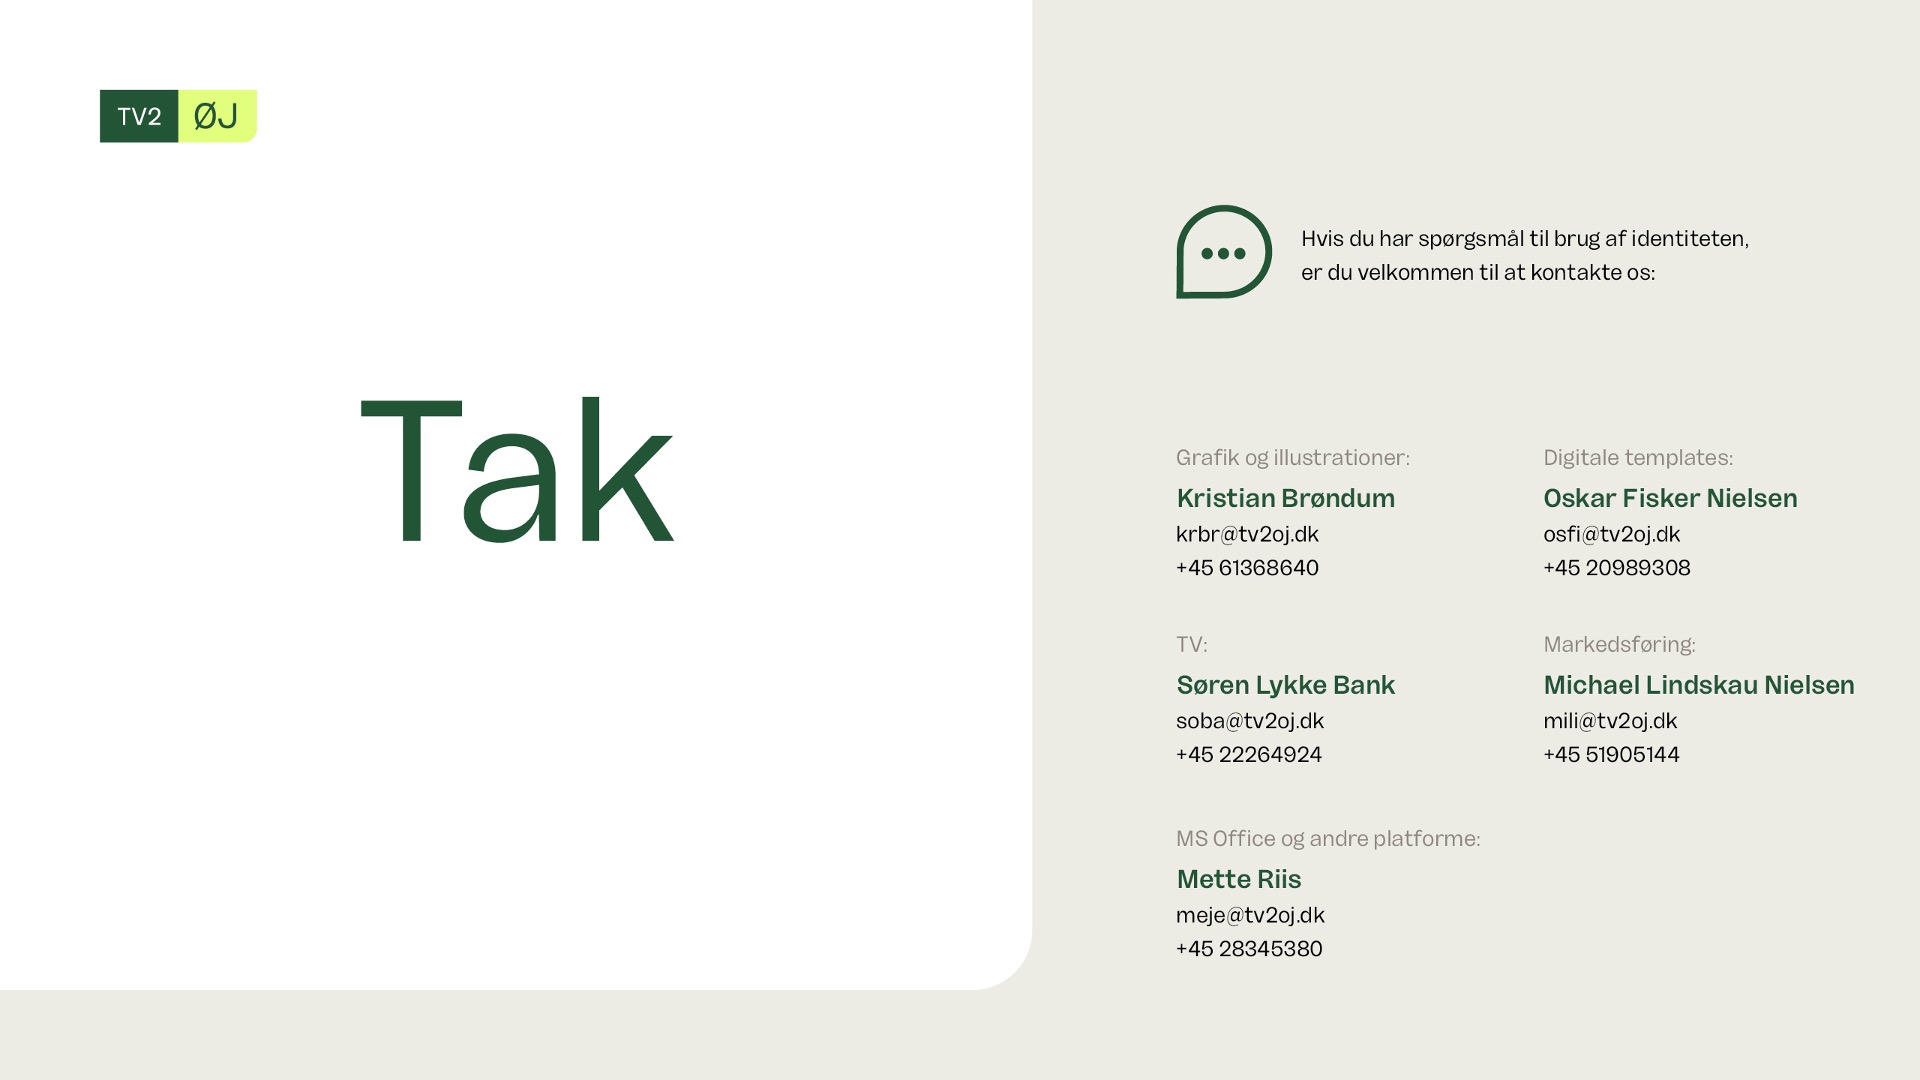 TV2 ØJ
Tak
Hvis du har spørgsmål til brug af identiteten,
er du velkommen til at kontakte os:
Grafik og illustrationer:
Kristian Brøndum
krbr@tv2oj.dk
+45 61368640
Digitale templates:
Oskar Fisker Nielsen
osfi@tv2oj.dk
+45 20989308
TV:
Søren Lykke Bank
soba@tv2oj.dk
+45 22264924
Markedsføring:
Michael Lindskau Nielsen
mili@tv2oj.dk
+45 51905144
MS Office og andre platforme:
Mette Riis
meje@tv2oj.dk
+45 28345380